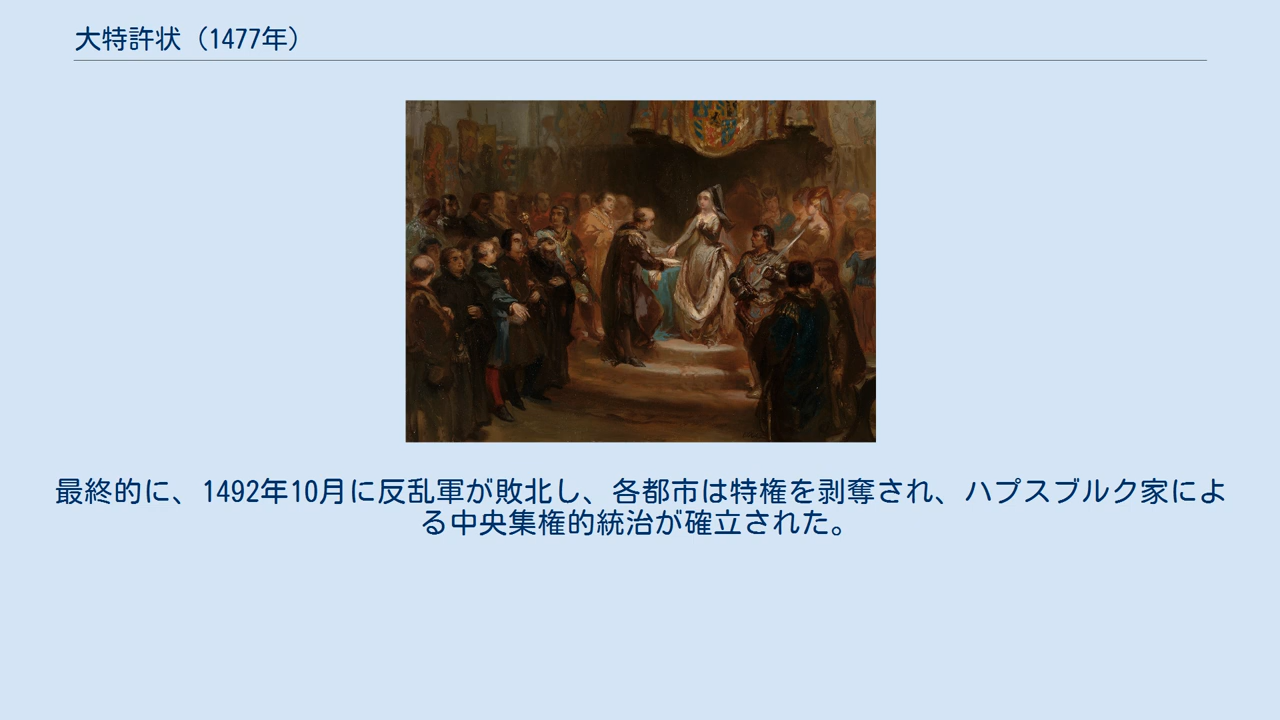 大特許状（1477年）
最終的に、1492年10月に反乱軍が敗北し、各都市は特権を剥奪され、ハプスブルク家によ
る中央集権的統治が確立された。